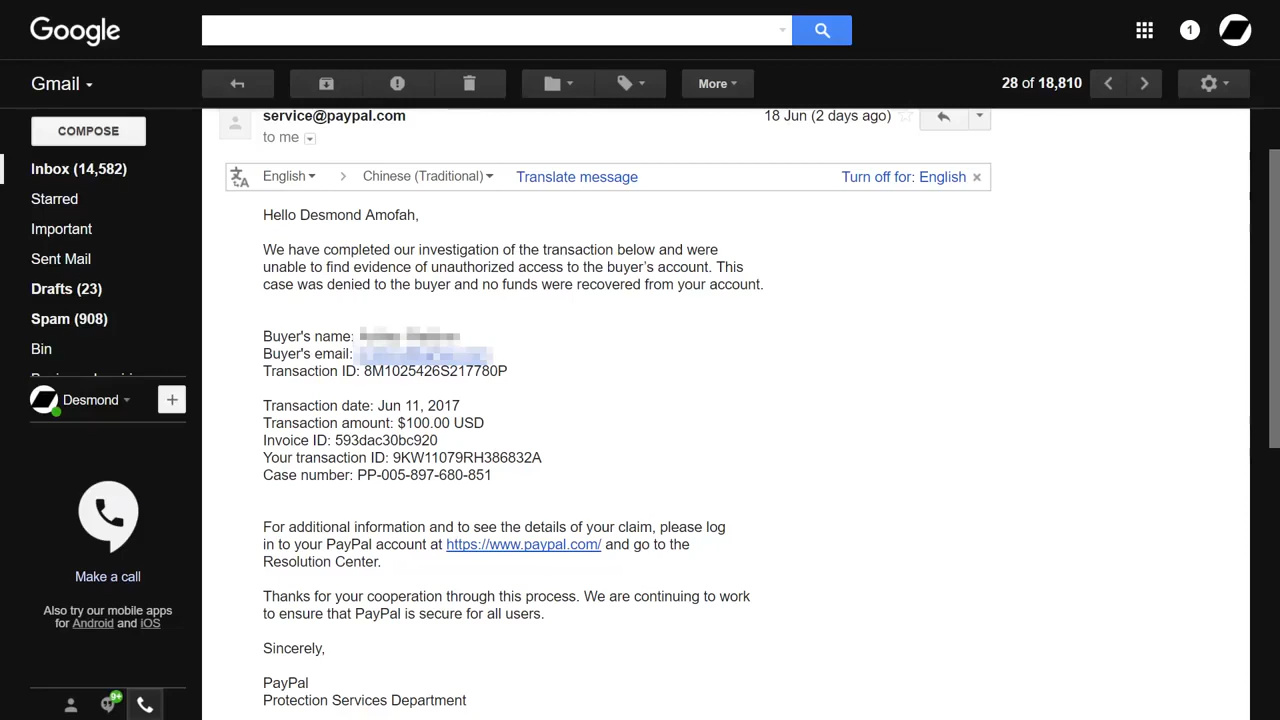 Google
1
Gmail
More
28 of 18,810
COMPOSE
Inbox (14,582)
Starred
Important
Sent Mail
Drafts (23)
Spam (908)
Bin
Desmond
Make a call
Also try our mobile apps
for Android and iOS
9+
service@paypal.com
18 Jun (2 days ago)
to me
English
Chinese (Traditional)
Translate message
Turn off for: English
Hello Desmond Amofah,
We have completed our investigation of the transaction below and were
unable to find evidence of unauthorized access to the buyer's account. This
case was denied to the buyer and no funds were recovered from your account.
Buyer's name:
Buyer's email:
Transaction ID: 8M1025426S217780P
Transaction date: Jun 11, 2017
Transaction amount: $100.00 USD
Invoice ID: 593dac30bc920
Your transaction ID: 9KW11079RH386832A
Case number: PP-005-897-680-851
For additional information and to see the details of your claim, please log
in to your PayPal account at https://www.paypal.com/ and go to the
Resolution Center.
Thanks for your cooperation through this process. We are continuing to work
to ensure that PayPal is secure for all users.
Sincerely,
PayPal
Protection Services Department